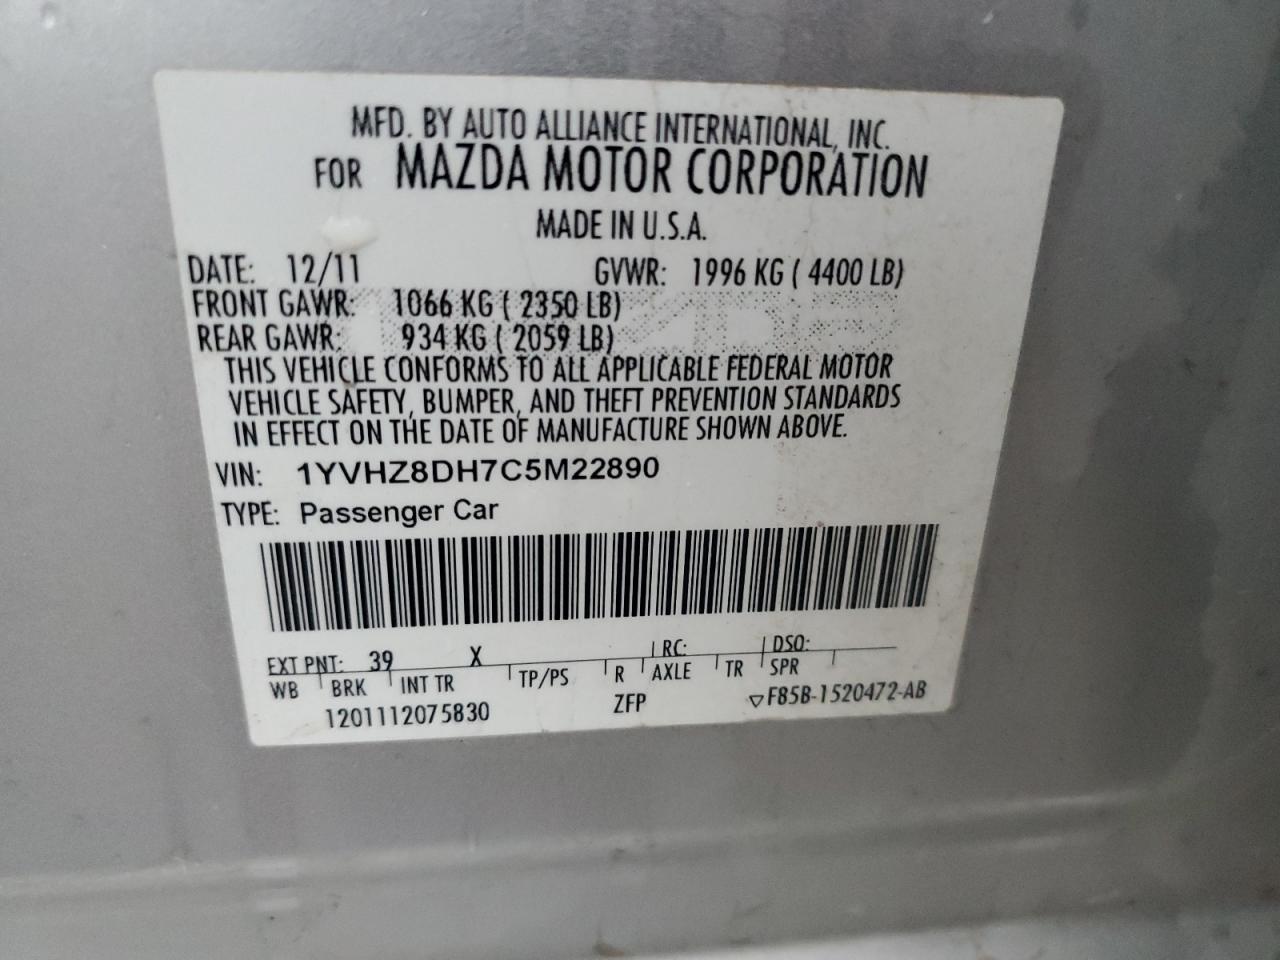 MFD. BY AUTO ALLIANCE INTERNATIONAL, INC.
FOR MAZDA MOTOR CORPORATION
MADE IN U.S.A.
DATE: 12/11 GVWR: 1996 KG ( 4400 LB)
FRONT GAWR: 1066 KG ( 2350 LB)
REAR GAWR: 934 KG ( 2059 LB)
THIS VEHICLE CONFORMS TO ALL APPLICABLE FEDERAL MOTOR
VEHICLE SAFETY, BUMPER, AND THEFT PREVENTION STANDARDS
IN EFFECT ON THE DATE OF MANUFACTURE SHOWN ABOVE.
VIN: 1YVHZ8DH7C5M22890
TYPE: Passenger Car
EXT PNT: 39 X RC: DSO:
WB BRK INT TR TP/PS R AXLE TR SPR
1201112075830 ZFP ▽F85B-1520472-AB